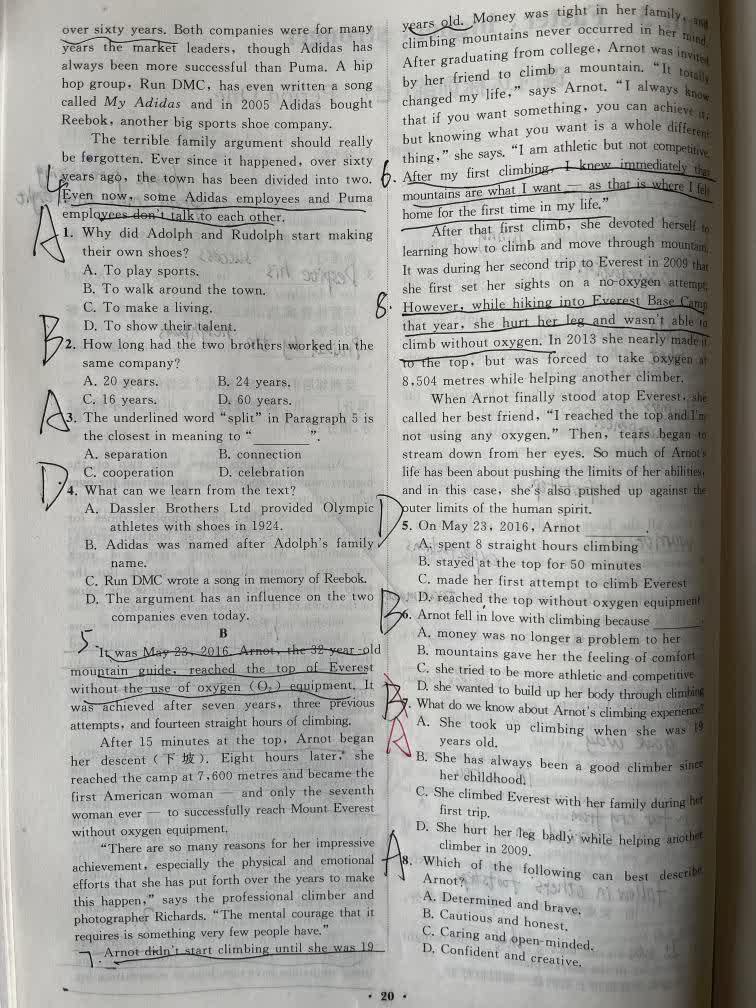 over sixty years. Both companies were for many
years the market leaders, though Adidas has
always been more successful than Puma. A hip
hop group, Run DMC, has even written a song
called My Adidas and in 2005 Adidas bought
Reebok, another big sports shoe company.
The terrible family argument should really
be forgotten. Ever since it happened, over sixty
years ago, the town has been divided into two.
4
Even now, some Adidas employees and Puma
employees don't talk to each other.
A
1. Why did Adolph and Rudolph start making
their own shoes?
A. To play sports.
B. To walk around the town.
C. To make a living.
D. To show their talent.
B
2. How long had the two brothers worked in the
same company?
A. 20 years. B. 24 years.
C. 16 years. D. 60 years.
A
3. The underlined word "split" in Paragraph 5 is
the closest in meaning to "________".
A. separation B. connection
C. cooperation D. celebration
D
4. What can we learn from the text?
A. Dassler Brothers Ltd provided Olympic
athletes with shoes in 1924.
B. Adidas was named after Adolph's family
name.
C. Run DMC wrote a song in memory of Reebok.
D. The argument has an influence on the two
companies even today.
B
5
It was May 23, 2016. Arnot, the 32-year-old
mountain guide, reached the top of Everest
without the use of oxygen (O₂) equipment. It
was achieved after seven years, three previous
attempts, and fourteen straight hours of climbing.
After 15 minutes at the top, Arnot began
her descent (下坡). Eight hours later, she
reached the camp at 7,600 metres and became the
first American woman — and only the seventh
woman ever — to successfully reach Mount Everest
without oxygen equipment.
"There are so many reasons for her impressive
achievement, especially the physical and emotional
efforts that she has put forth over the years to make
this happen," says the professional climber and
photographer Richards. "The mental courage that it
requires is something very few people have."
7. Arnot didn't start climbing until she was 19
years old. Money was tight in her family, and
climbing mountains never occurred in her mind.
After graduating from college, Arnot was invited
by her friend to climb a mountain. "It totally
changed my life," says Arnot. "I always know
that if you want something, you can achieve it,
but knowing what you want is a whole different
thing," she says. "I am athletic but not competitive.
6. After my first climbing, I knew immediately that
mountains are what I want — as that is where I felt
home for the first time in my life."
After that first climb, she devoted herself to
learning how to climb and move through mountain.
It was during her second trip to Everest in 2009 that
she first set her sights on a no-oxygen attempt.
8. However, while hiking into Everest Base Camp
that year, she hurt her leg and wasn't able to
climb without oxygen. In 2013 she nearly made it
to the top, but was forced to take oxygen at
8,504 metres while helping another climber.
When Arnot finally stood atop Everest, she
called her best friend, "I reached the top and I'm
not using any oxygen." Then, tears began to
stream down from her eyes. So much of Arnot's
life has been about pushing the limits of her abilities,
and in this case, she's also pushed up against the
outer limits of the human spirit.
D
5. On May 23, 2016, Arnot ________.
A. spent 8 straight hours climbing
B. stayed at the top for 50 minutes
C. made her first attempt to climb Everest
D. reached the top without oxygen equipment
B
6. Arnot fell in love with climbing because ________.
A. money was no longer a problem to her
B. mountains gave her the feeling of comfort
C. she tried to be more athletic and competitive
D. she wanted to build up her body through climbing
B
A
7. What do we know about Arnot's climbing experience?
A. She took up climbing when she was 19
years old.
B. She has always been a good climber since
her childhood.
C. She climbed Everest with her family during her
first trip.
D. She hurt her leg badly while helping another
climber in 2009.
A
8. Which of the following can best describe
Arnot?
A. Determined and brave.
B. Cautious and honest.
C. Caring and open-minded.
D. Confident and creative.
· 20 ·